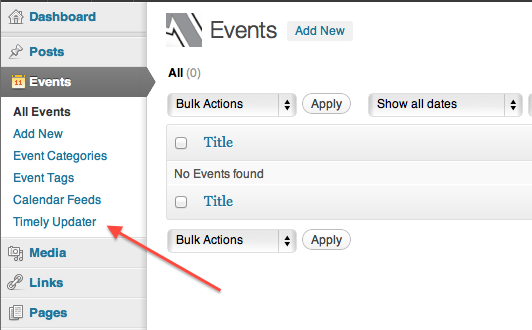 Dashboard
Posts
Events
All Events
Add New
Event Categories
Event Tags
Calendar Feeds
Timely Updater
Media
Links
Pages
Events Add New
All (0)
Bulk Actions Apply Show all dates
Title
No Events found
Title
Bulk Actions Apply